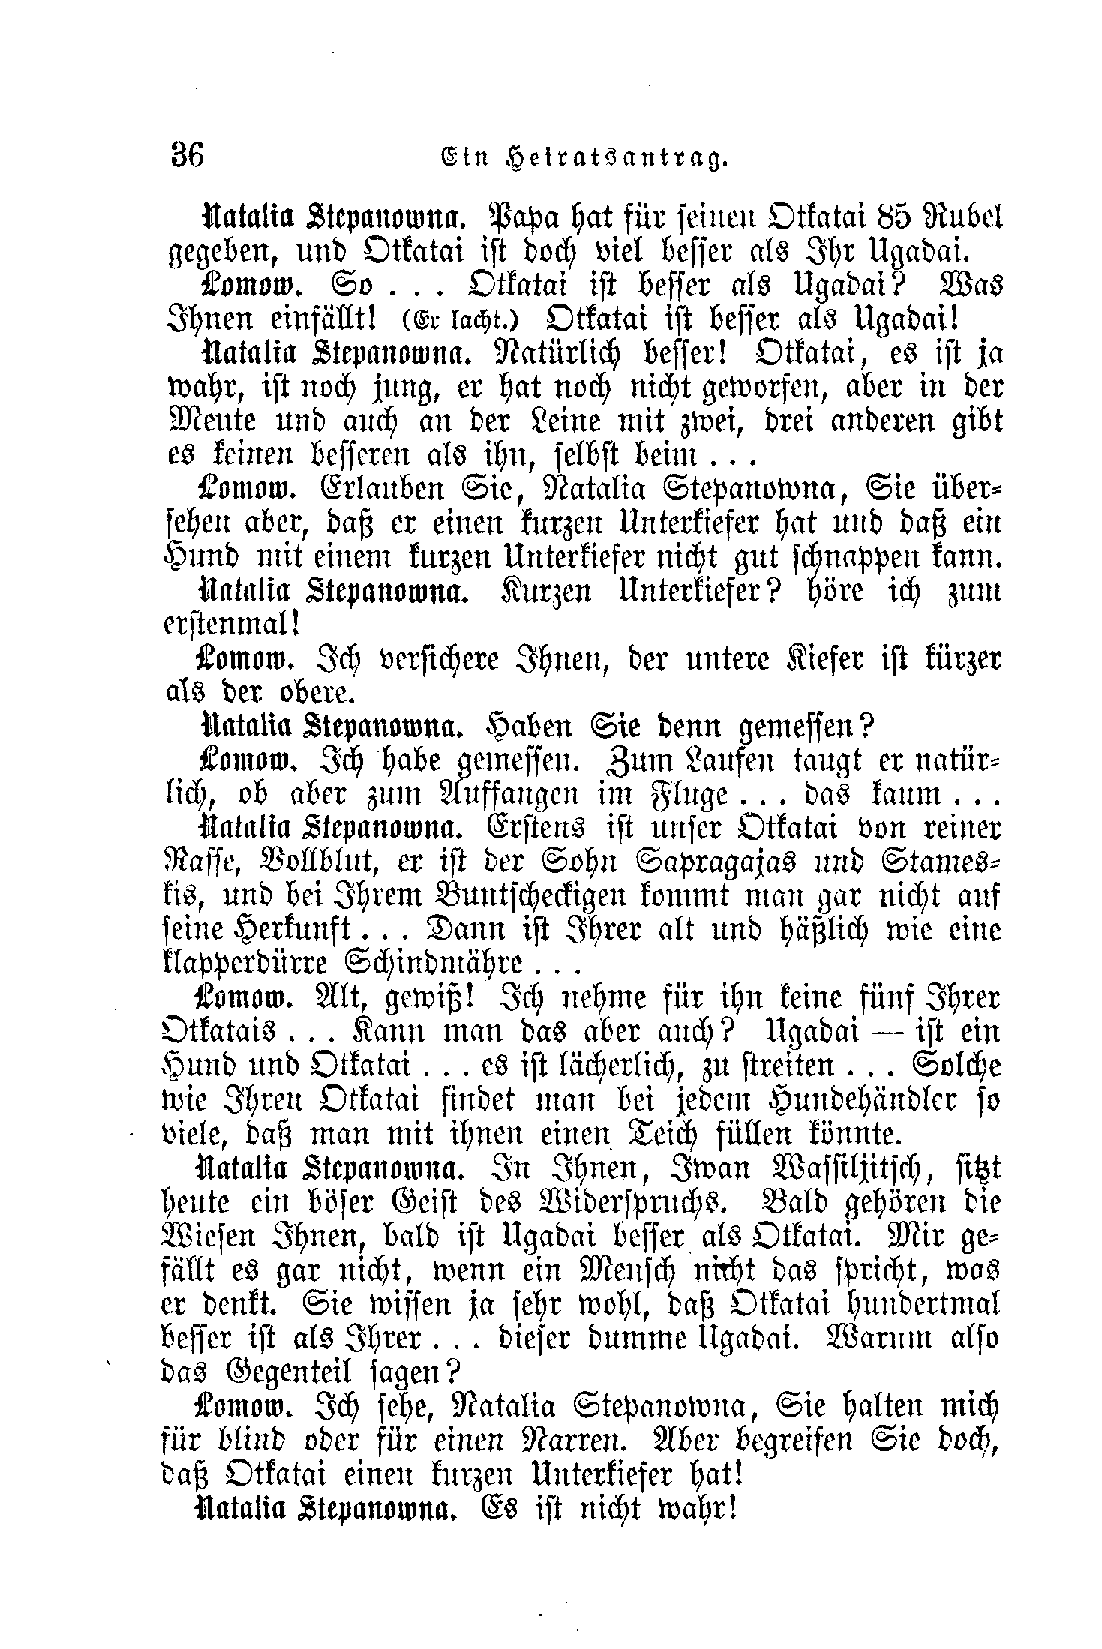 36 Ein Heiratsantrag.
Natalia Stepanowna. Papa hat für seinen Otkatai 85 Rubel
gegeben, und Otkatai ist doch viel besser als Ihr Ugadai.
Lomow. So . . . Otkatai ist besser als Ugadai? Was
Ihnen einfällt! (Er lacht.) Otkatai ist besser als Ugadai!
Natalia Stepanowna. Natürlich besser! Otkatai, es ist ja
wahr, ist noch jung, er hat noch nicht geworfen, aber in der
Meute und auch an der Leine mit zwei, drei anderen gibt
es keinen besseren als ihn, selbst beim . . .
Lomow. Erlauben Sie, Natalia Stepanowna, Sie über-
sehen aber, daß er einen kurzen Unterkiefer hat und daß ein
Hund mit einem kurzen Unterkiefer nicht gut schnappen kann.
Natalia Stepanowna. Kurzen Unterkiefer? höre ich zum
erstenmal!
Lomow. Ich versichere Ihnen, der untere Kiefer ist kürzer
als der obere.
Natalia Stepanowna. Haben Sie denn gemessen?
Lomow. Ich habe gemessen. Zum Laufen taugt er natür-
lich, ob aber zum Auffangen im Fluge . . . das kaum . . .
Natalia Stepanowna. Erstens ist unser Otkatai von reiner
Rasse, Vollblut, er ist der Sohn Sapragajas und Stames-
kis, und bei Ihrem Buntscheckigen kommt man gar nicht auf
seine Herkunft . . . Dann ist Ihrer alt und häßlich wie eine
klapperdürre Schindmähre . . .
Lomow. Alt, gewiß! Ich nehme für ihn keine fünf Ihrer
Otkatais . . . Kann man das aber auch? Ugadai — ist ein
Hund und Otkatai . . . es ist lächerlich, zu streiten . . . Solche
wie Ihren Otkatai findet man bei jedem Hundehändler so
viele, daß man mit ihnen einen Teich füllen könnte.
Natalia Stepanowna. In Ihnen, Iwan Wassiljitsch, sitzt
heute ein böser Geist des Widerspruchs. Bald gehören die
Wiesen Ihnen, bald ist Ugadai besser als Otkatai. Mir ge-
fällt es gar nicht, wenn ein Mensch nicht das spricht, was
er denkt. Sie wissen ja sehr wohl, daß Otkatai hundertmal
besser ist als Ihrer . . . dieser dumme Ugadai. Warum also
das Gegenteil sagen?
Lomow. Ich sehe, Natalia Stepanowna, Sie halten mich
für blind oder für einen Narren. Aber begreifen Sie doch,
daß Otkatai einen kurzen Unterkiefer hat!
Natalia Stepanowna. Es ist nicht wahr!